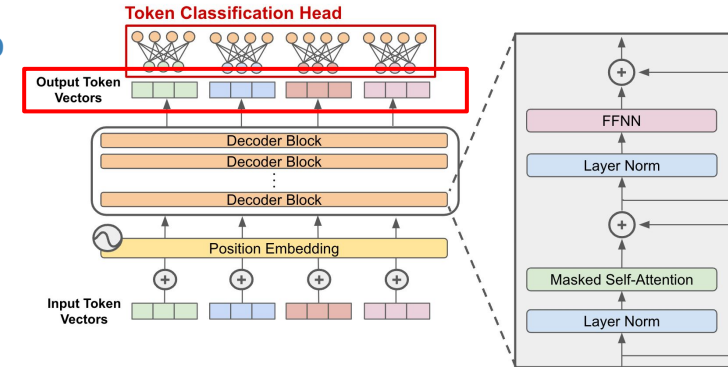 Token Classification Head
Output Token
Vectors
Decoder Block
Decoder Block
Decoder Block
Position Embedding
Input Token
Vectors
FFNN
Layer Norm
Masked Self-Attention
Layer Norm